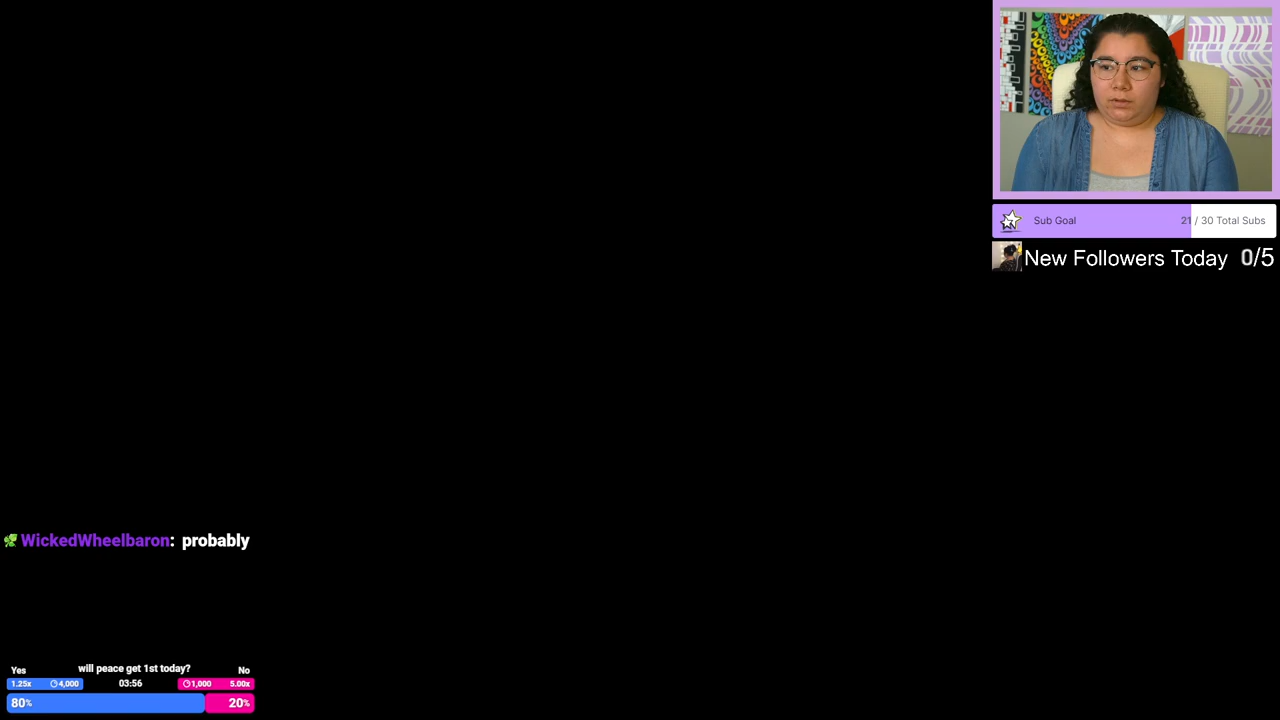 Sub Goal 21 / 30 Total Subs
New Followers Today 0/5
WickedWheelbaron: probably
Yes will peace get 1st today? No
1.25x 4,000 03:56 1,000 5.00x
80% 20%